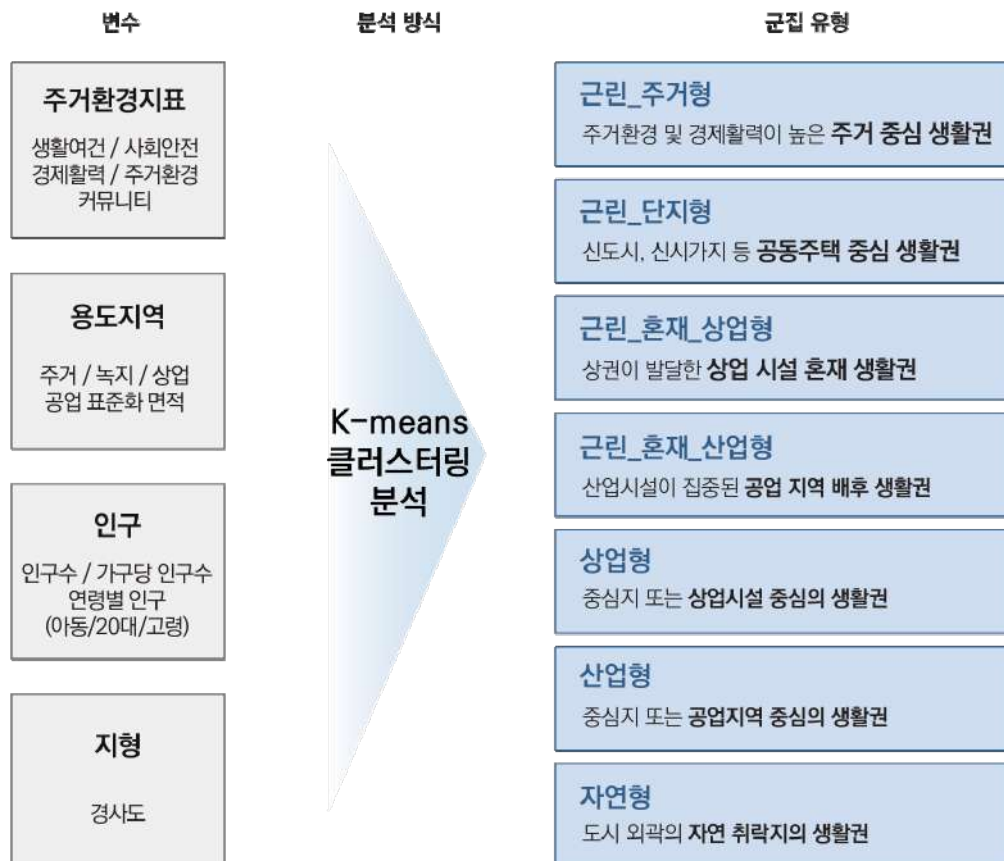 변수
분석 방식
군집 유형
주거환경지표
생활여건 / 사회안전
경제활력 / 주거환경
커뮤니티
용도지역
주거 / 녹지 / 상업
공업 표준화 면적
인구
인구수 / 가구당 인구수
연령별 인구
(아동/20대/고령)
지형
경사도
K-means
클러스터링
분석
근린_주거형
주거환경 및 경제활력이 높은 주거 중심 생활권
근린_단지형
신도시, 신시가지 등 공동주택 중심 생활권
근린_혼재_상업형
상권이 발달한 상업 시설 혼재 생활권
근린_혼재_산업형
산업시설이 집중된 공업 지역 배후 생활권
상업형
중심지 또는 상업시설 중심의 생활권
산업형
중심지 또는 공업지역 중심의 생활권
자연형
도시 외곽의 자연 취락지의 생활권